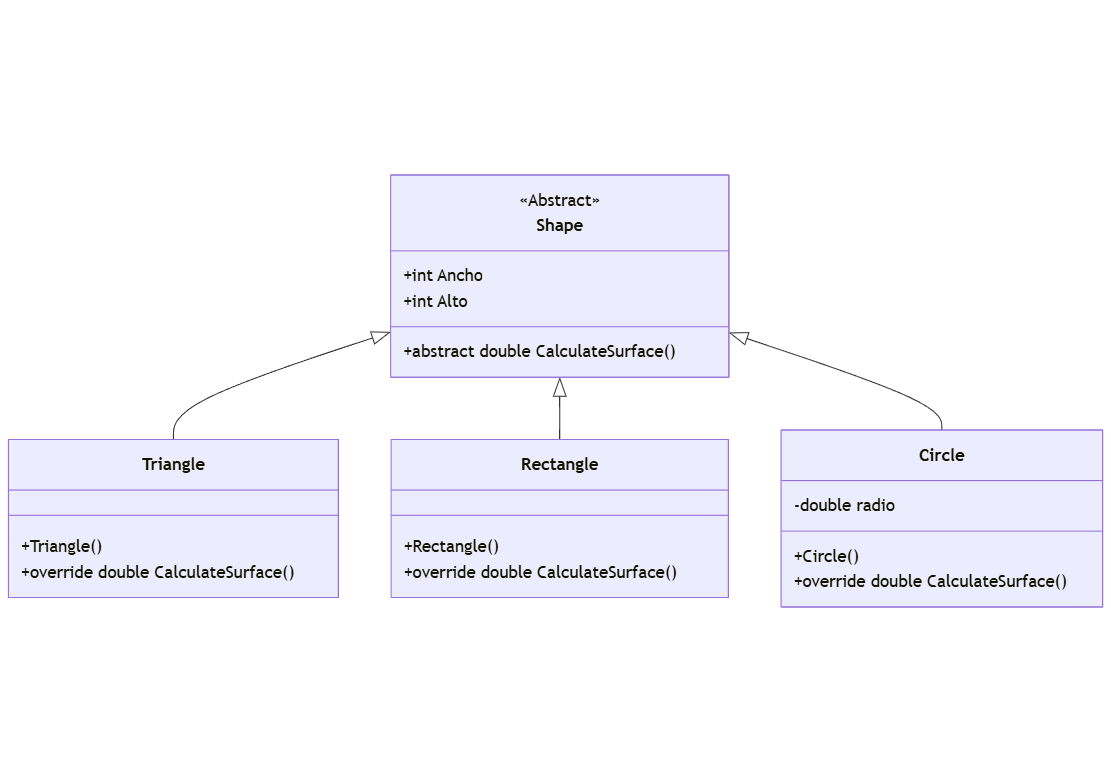 «Abstract»
Shape
+int Ancho
+int Alto
+abstract double CalculateSurface()
Triangle
+Triangle()
+override double CalculateSurface()
Rectangle
+Rectangle()
+override double CalculateSurface()
Circle
-double radio
+Circle()
+override double CalculateSurface()